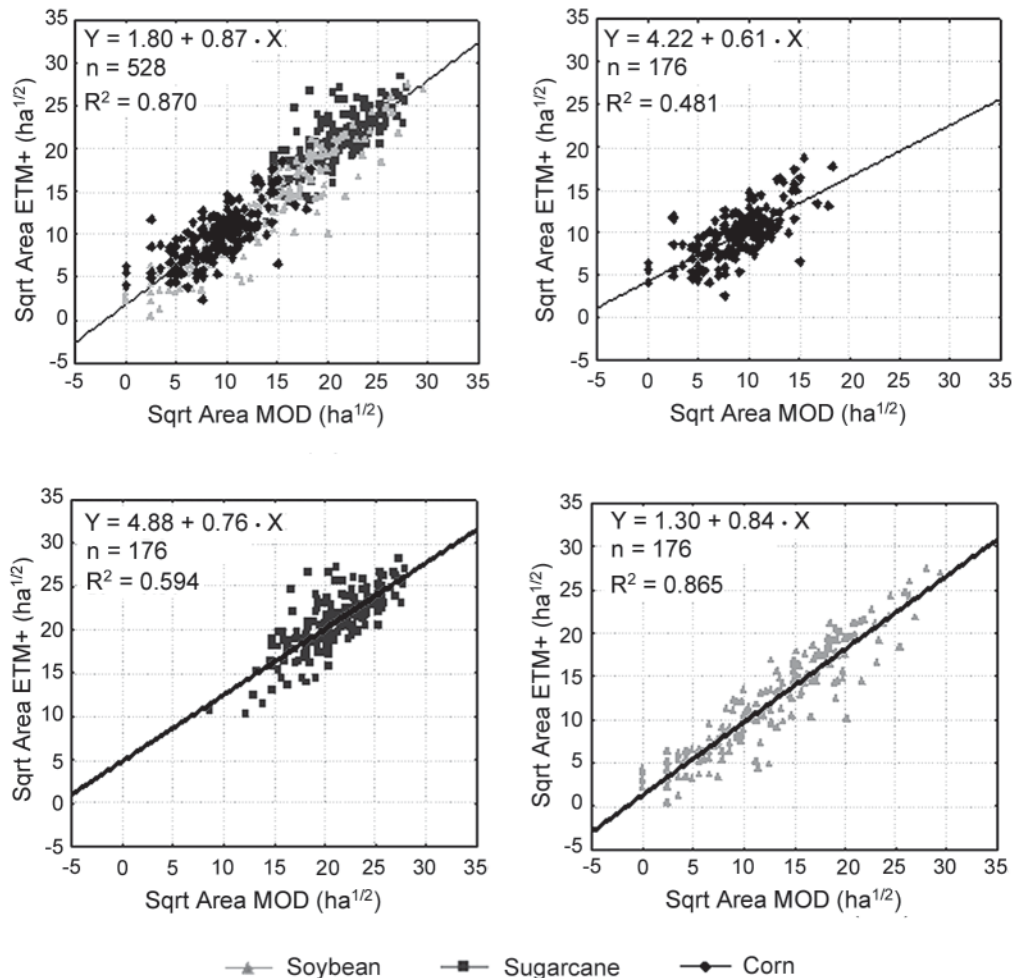 Y = 1.80 + 0.87 · X
n = 528
R² = 0.870
35
30
25
20
15
10
5
0
-5
-5 0 5 10 15 20 25 30 35
Sqrt Area ETM+ (ha^1/2)
Sqrt Area MOD (ha^1/2)
Y = 4.22 + 0.61 · X
n = 176
R² = 0.481
35
30
25
20
15
10
5
0
-5
-5 0 5 10 15 20 25 30 35
Sqrt Area ETM+ (ha^1/2)
Sqrt Area MOD (ha^1/2)
Y = 4.88 + 0.76 · X
n = 176
R² = 0.594
35
30
25
20
15
10
5
0
-5
-5 0 5 10 15 20 25 30 35
Sqrt Area ETM+ (ha^1/2)
Sqrt Area MOD (ha^1/2)
Y = 1.30 + 0.84 · X
n = 176
R² = 0.865
35
30
25
20
15
10
5
0
-5
-5 0 5 10 15 20 25 30 35
Sqrt Area ETM+ (ha^1/2)
Sqrt Area MOD (ha^1/2)
Soybean Sugarcane Corn